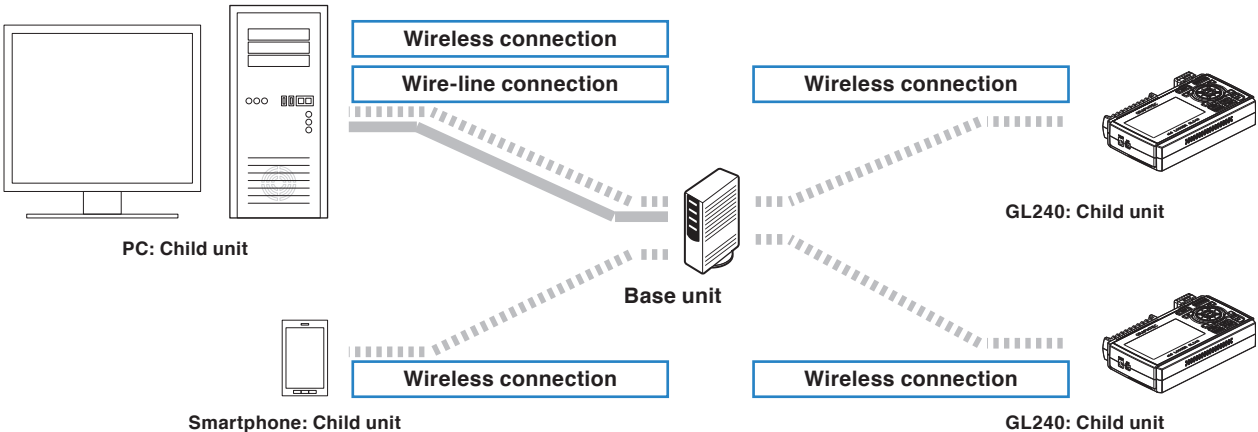 Wireless connection
Wire-line connection
Wireless connection
GL240: Child unit
PC: Child unit
Base unit
Wireless connection
Wireless connection
Smartphone: Child unit
GL240: Child unit